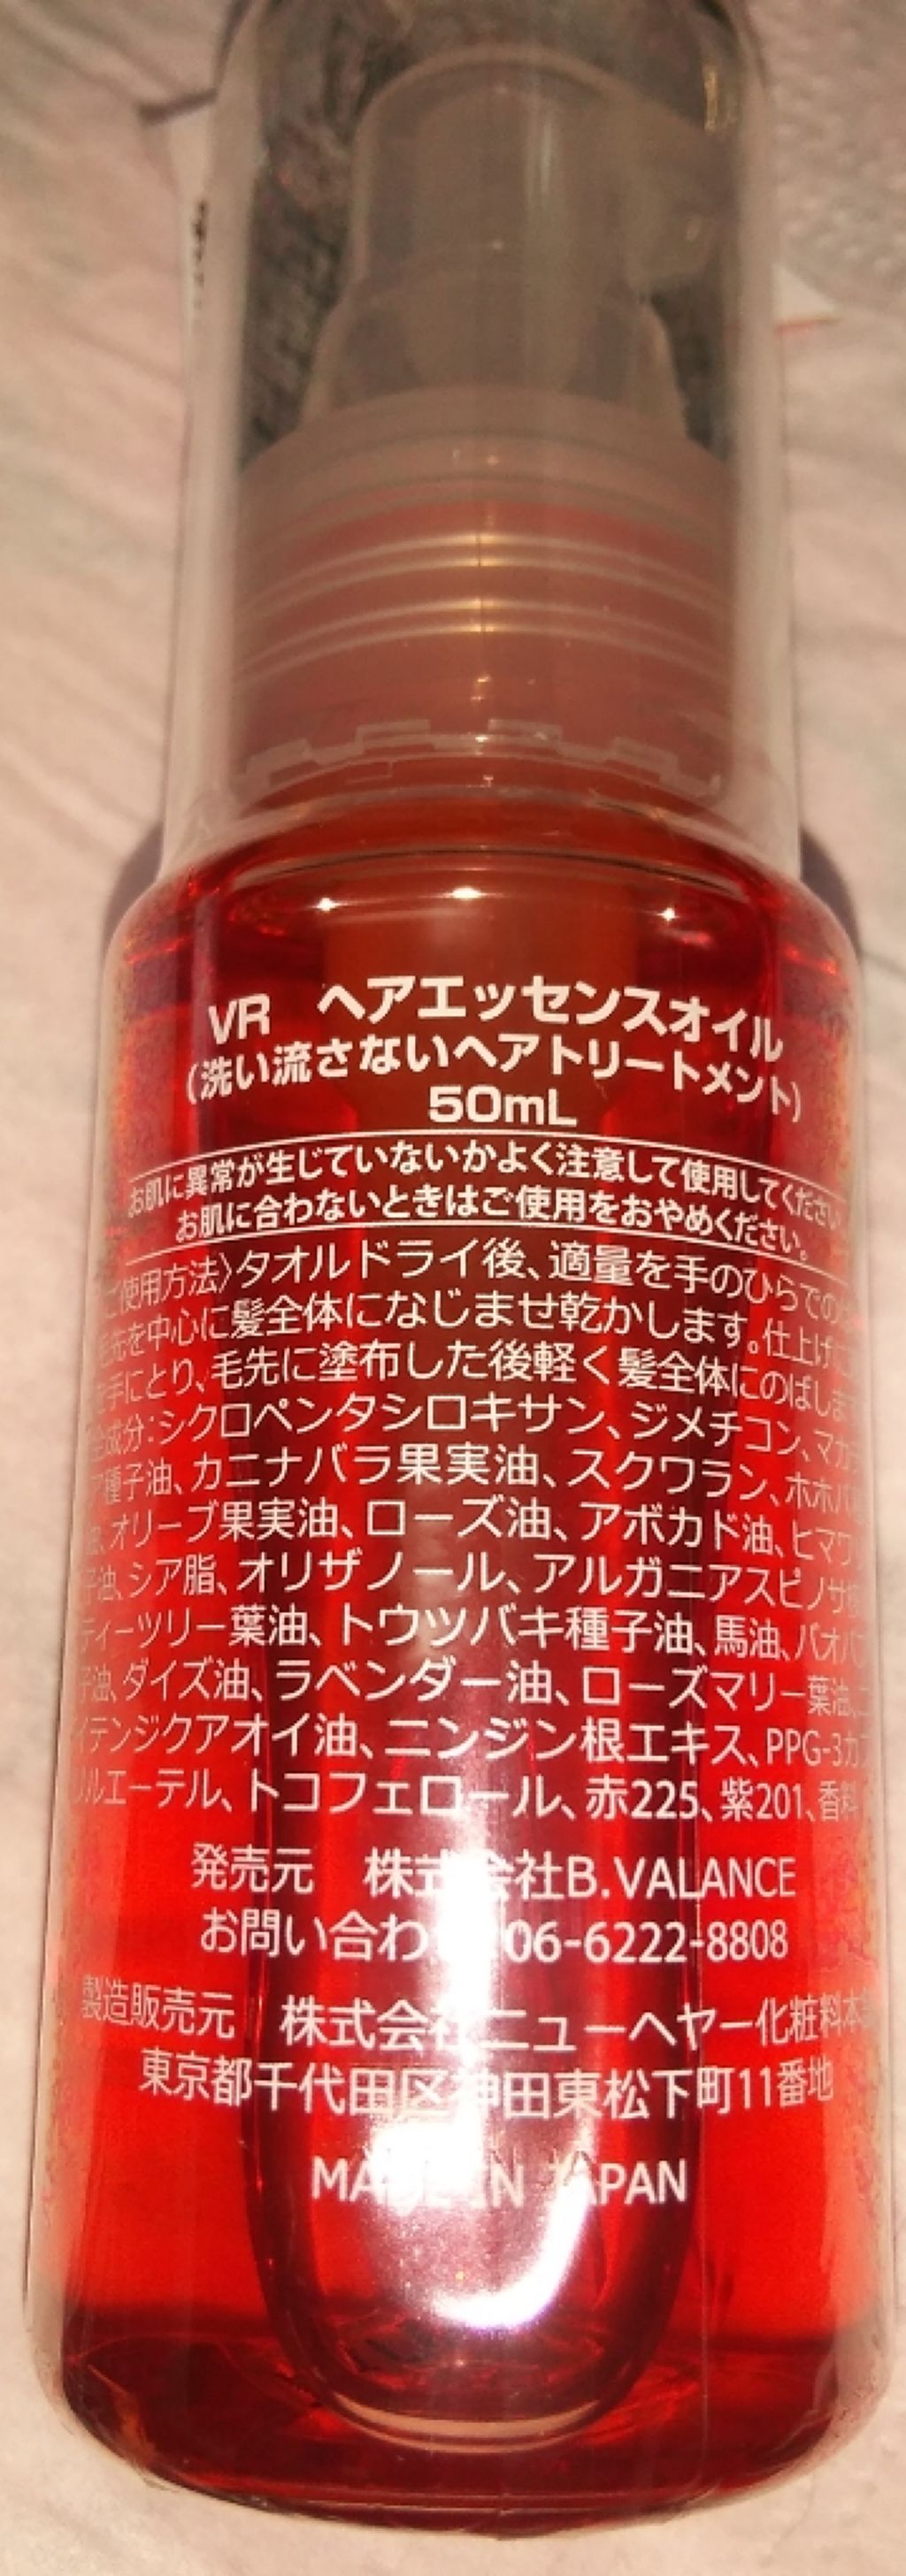 VR ヘアエッセンスオイル
(洗い流さないヘアトリートメント)
50mL
お肌に異常が生じていないかよく注意して使用してください
お肌に合わないときはご使用をおやめください。
使用方法〉タオルドライ後、適量を手のひらでの
毛先を中心に髪全体になじませ乾かします。仕上げに
手にとり、毛先に塗布した後軽く髪全体にのばしま
成分:シクロペンタシロキサン、ジメチコン、マカデ
ア種子油、カニナバラ果実油、スクワラン、ホホバ
油、オリーブ果実油、ローズ油、アボカド油、ヒマワ
子油、シア脂、オリザノール、アルガニアスピノサ
ティーツリー葉油、トウツバキ種子油、馬油、バオバ
子油、ダイズ油、ラベンダー油、ローズマリー葉油、
イテンジクアオイ油、ニンジン根エキス、PPG-3カプ
リルエーテル、トコフェロール、赤225、紫201、香料
発売元 株式会社B.VALANCE
お問い合わ 06-6222-8808
製造販売元 株式会社ニューヘヤー化粧料本
東京都千代田区神田東松下町11番地
MADE IN JAPAN